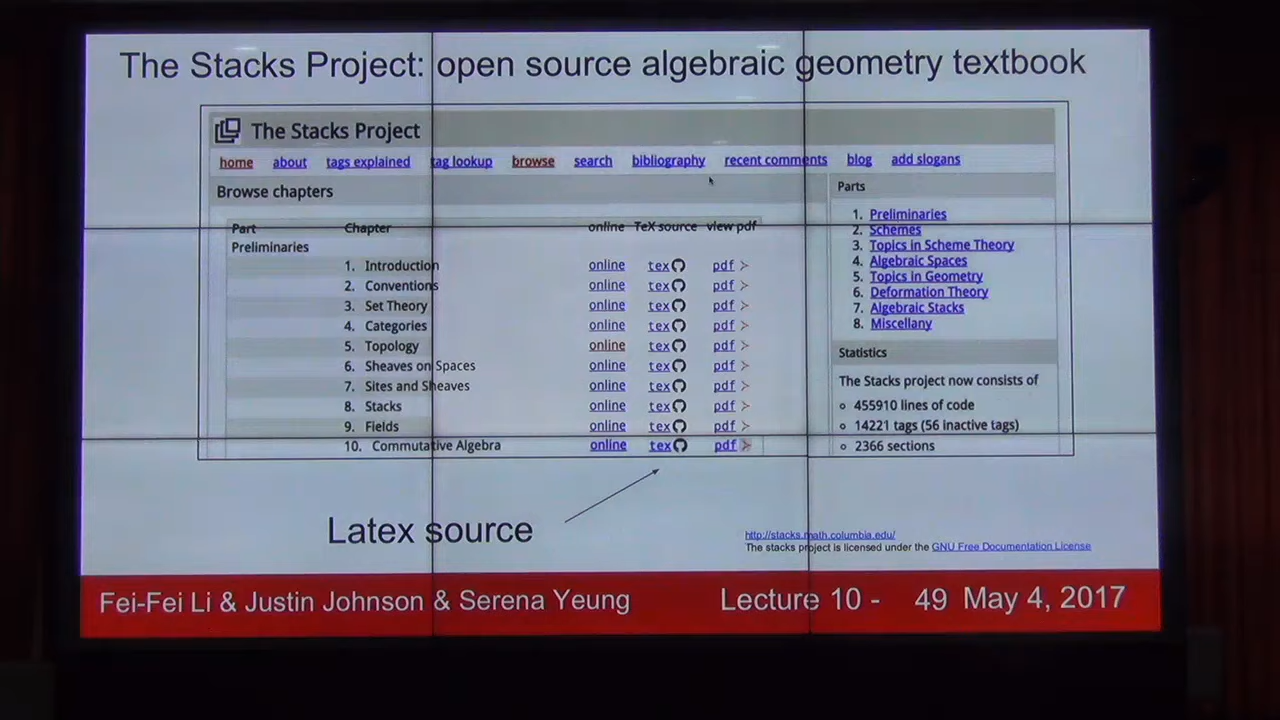 The Stacks Project: open source algebraic geometry textbook
The Stacks Project
home about tags explained tag lookup browse search bibliography recent comments blog add slogans
Browse chapters
Part Chapter online TeX source view pdf
Preliminaries
1. Introduction online tex pdf
2. Conventions online tex pdf
3. Set Theory online tex pdf
4. Categories online tex pdf
5. Topology online tex pdf
6. Sheaves on Spaces online tex pdf
7. Sites and Sheaves online tex pdf
8. Stacks online tex pdf
9. Fields online tex pdf
10. Commutative Algebra online tex pdf
Parts
1. Preliminaries
2. Schemes
3. Topics in Scheme Theory
4. Algebraic Spaces
5. Topics in Geometry
6. Deformation Theory
7. Algebraic Stacks
8. Miscellany
Statistics
The Stacks project now consists of
455910 lines of code
14221 tags (56 inactive tags)
2366 sections
Latex source
http://stacks.math.columbia.edu/
The stacks project is licensed under the GNU Free Documentation License
Fei-Fei Li & Justin Johnson & Serena Yeung Lecture 10 - 49 May 4, 2017